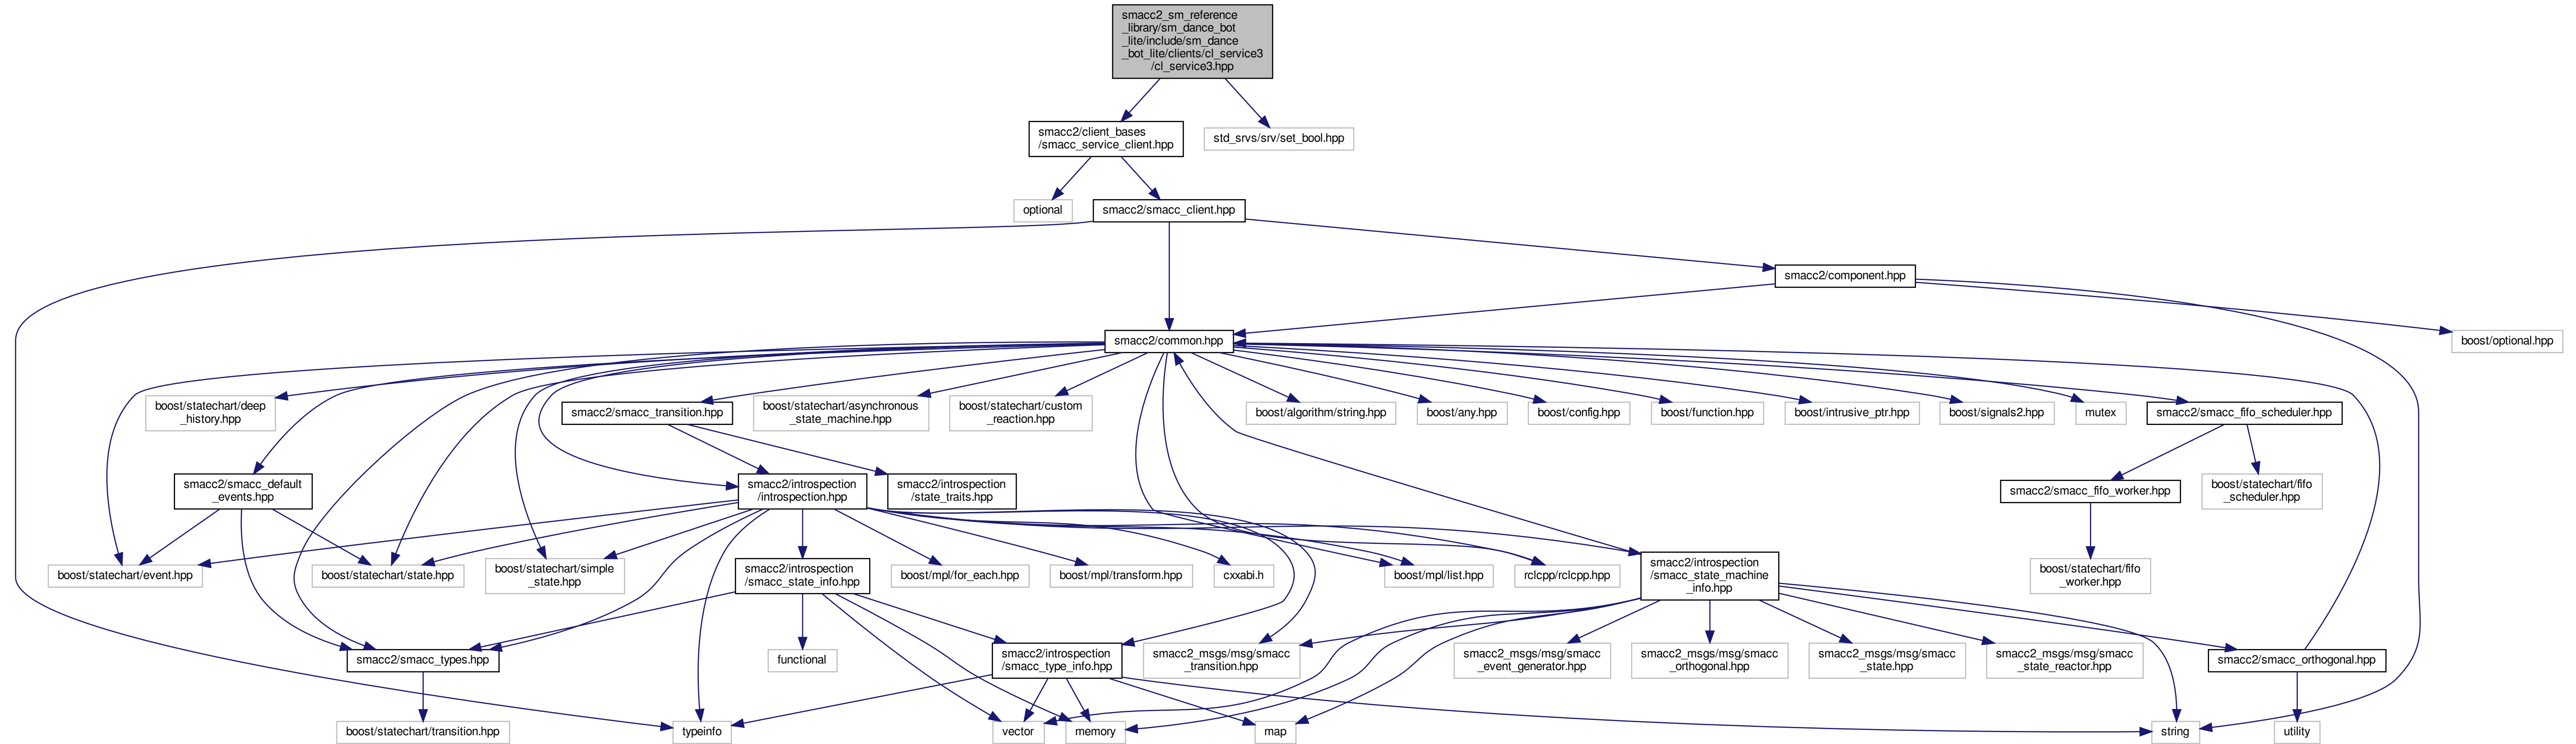 smacc2_sm_reference
_library/sm_dance_bot
_lite/include/sm_dance
_bot_lite/clients/cl_service3
/cl_service3.hpp
smacc2/client_bases
/smacc_service_client.hpp
std_srvs/srv/set_bool.hpp
optional
smacc2/smacc_client.hpp
smacc2/component.hpp
smacc2/common.hpp
boost/optional.hpp
boost/statechart/deep
_history.hpp
smacc2/smacc_transition.hpp
boost/statechart/asynchronous
_state_machine.hpp
boost/statechart/custom
_reaction.hpp
boost/algorithm/string.hpp
boost/any.hpp
boost/config.hpp
boost/function.hpp
boost/intrusive_ptr.hpp
boost/signals2.hpp
mutex
smacc2/smacc_fifo_scheduler.hpp
smacc2/smacc_default
_events.hpp
smacc2/introspection
/introspection.hpp
smacc2/introspection
/state_traits.hpp
smacc2/smacc_fifo_worker.hpp
boost/statechart/fifo
_scheduler.hpp
boost/statechart/event.hpp
boost/statechart/state.hpp
boost/statechart/simple
_state.hpp
smacc2/introspection
/smacc_state_info.hpp
boost/mpl/for_each.hpp
boost/mpl/transform.hpp
cxxabi.h
boost/mpl/list.hpp
rclcpp/rclcpp.hpp
smacc2/introspection
/smacc_state_machine
_info.hpp
boost/statechart/fifo
_worker.hpp
smacc2/smacc_types.hpp
functional
smacc2/introspection
/smacc_type_info.hpp
smacc2_msgs/msg/smacc
_transition.hpp
smacc2_msgs/msg/smacc
_event_generator.hpp
smacc2_msgs/msg/smacc
_orthogonal.hpp
smacc2_msgs/msg/smacc
_state.hpp
smacc2_msgs/msg/smacc
_state_reactor.hpp
smacc2/smacc_orthogonal.hpp
boost/statechart/transition.hpp
typeinfo
vector
memory
map
string
utility